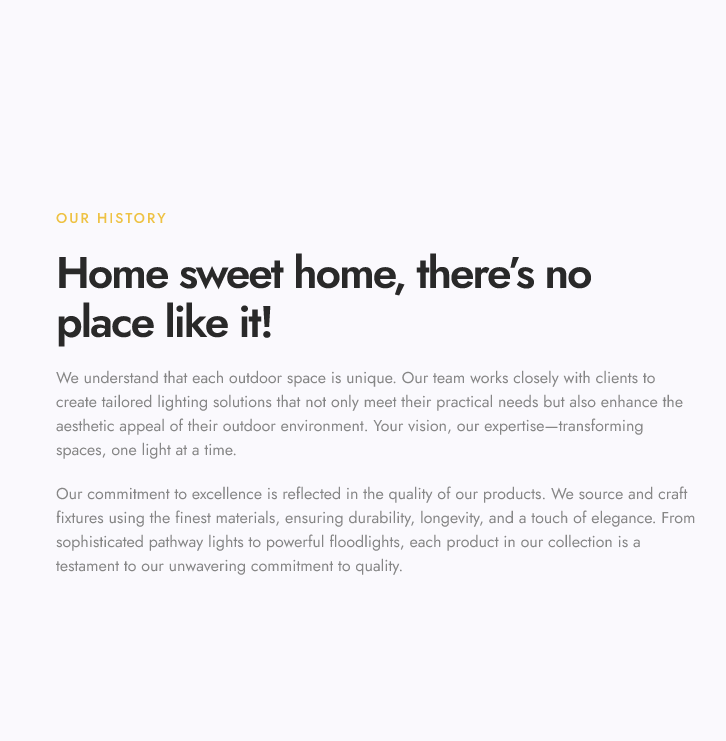 OUR HISTORY
Home sweet home, there’s no
place like it!
We understand that each outdoor space is unique. Our team works closely with clients to
create tailored lighting solutions that not only meet their practical needs but also enhance the
aesthetic appeal of their outdoor environment. Your vision, our expertise—transforming
spaces, one light at a time.
Our commitment to excellence is reflected in the quality of our products. We source and craft
fixtures using the finest materials, ensuring durability, longevity, and a touch of elegance. From
sophisticated pathway lights to powerful floodlights, each product in our collection is a
testament to our unwavering commitment to quality.